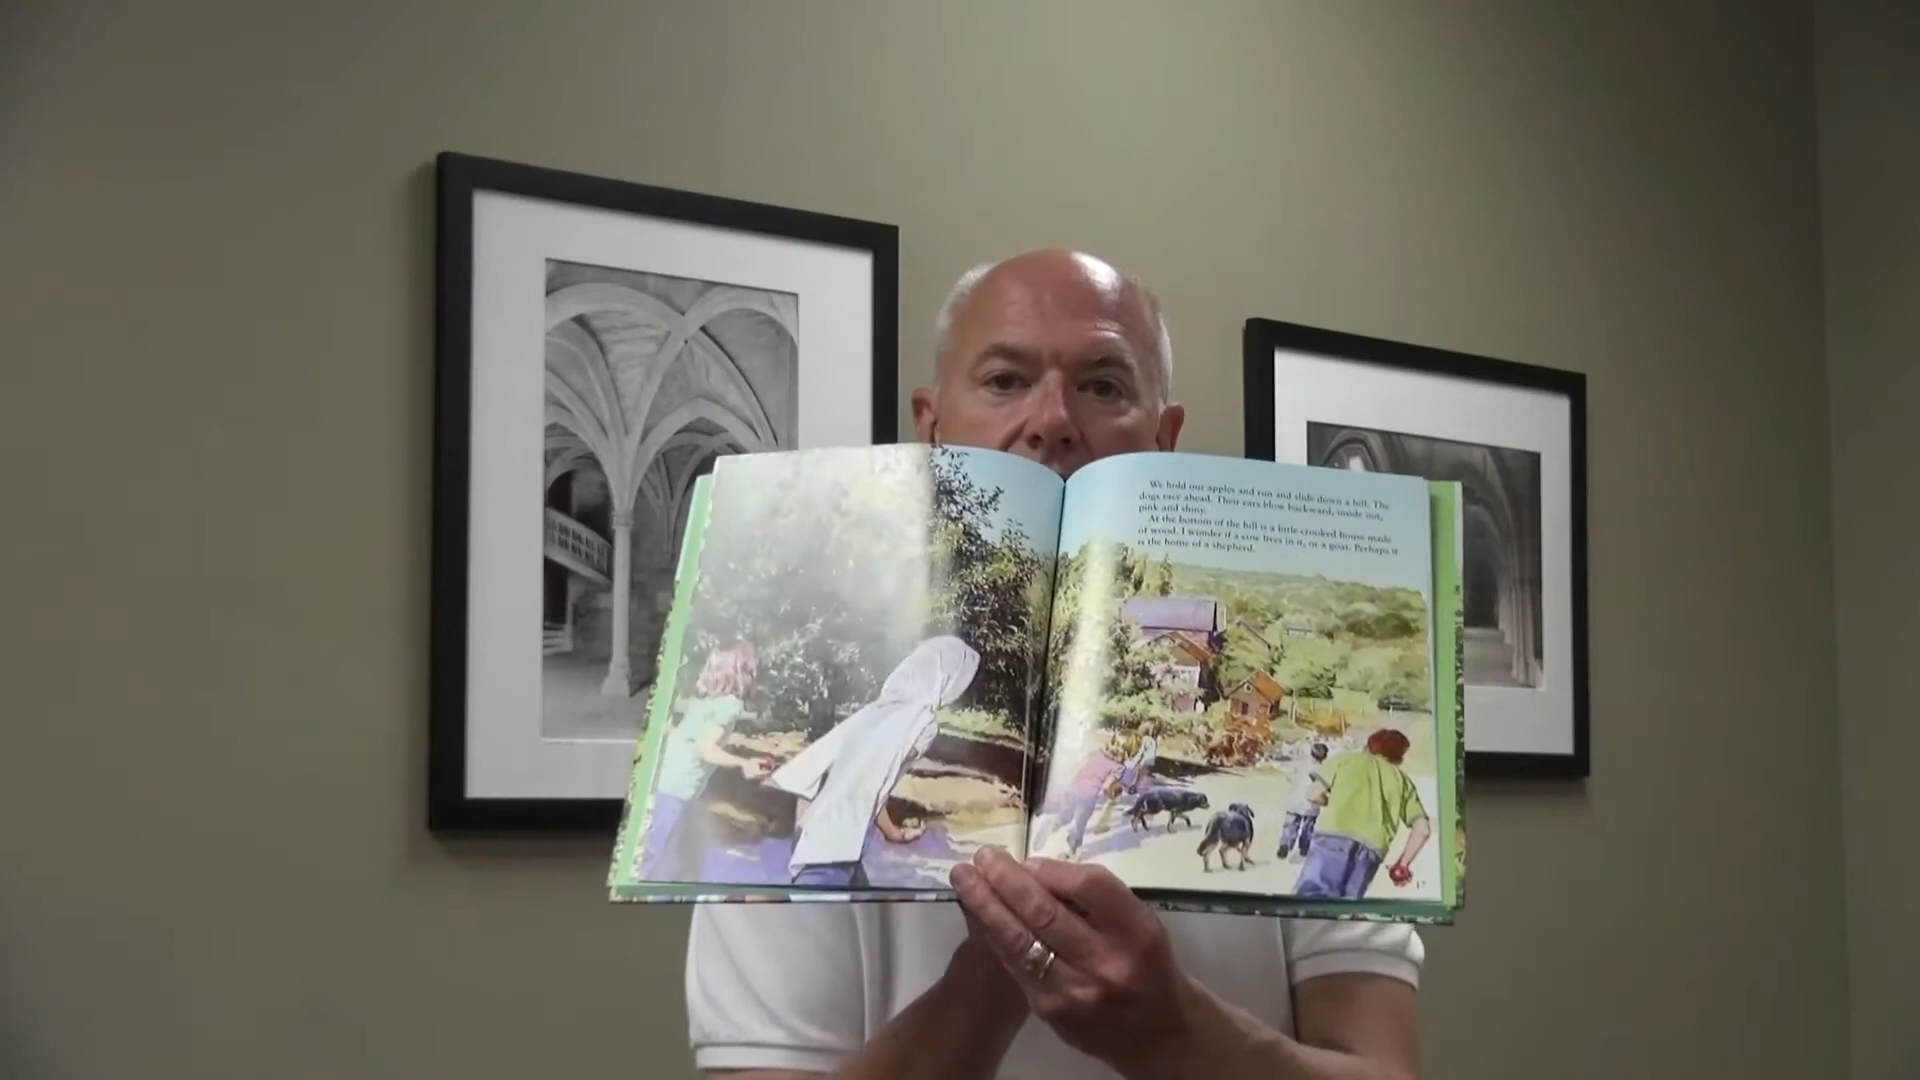 We hold our apples and run and slide down a hill. The
dogs race ahead. Their ears blow backward, inside out,
pink and shiny.
At the bottom of the hill is a little crooked house made
of wood. I wonder if a cow lives in it, or a goat. Perhaps it
is the home of a shepherd.
17